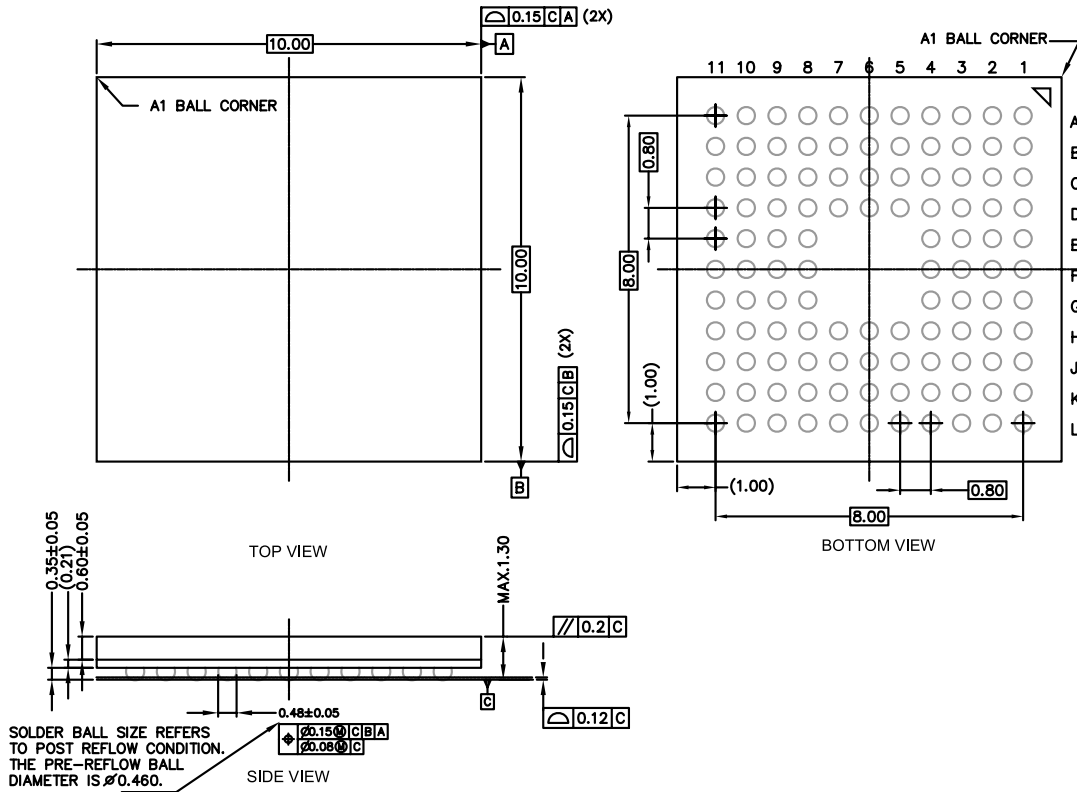 ⌓ 0.15 C A (2X)
10.00
A
A1 BALL CORNER
10.00
⌓ 0.15 C B (2X)
B
TOP VIEW
A1 BALL CORNER
11 10 9 8 7 6 5 4 3 2 1
A
B
C
D
E
F
G
H
J
K
L
0.80
8.00
(1.00)
(1.00)
0.80
8.00
BOTTOM VIEW
0.35±0.05
(0.21)
0.60±0.05
MAX.1.30
// 0.2 C
C
⌓ 0.12 C
0.48±0.05
⌖ Ø0.15Ⓜ C B A
Ø0.08Ⓜ C
SOLDER BALL SIZE REFERS
TO POST REFLOW CONDITION.
THE PRE-REFLOW BALL
DIAMETER IS Ø0.460.
SIDE VIEW